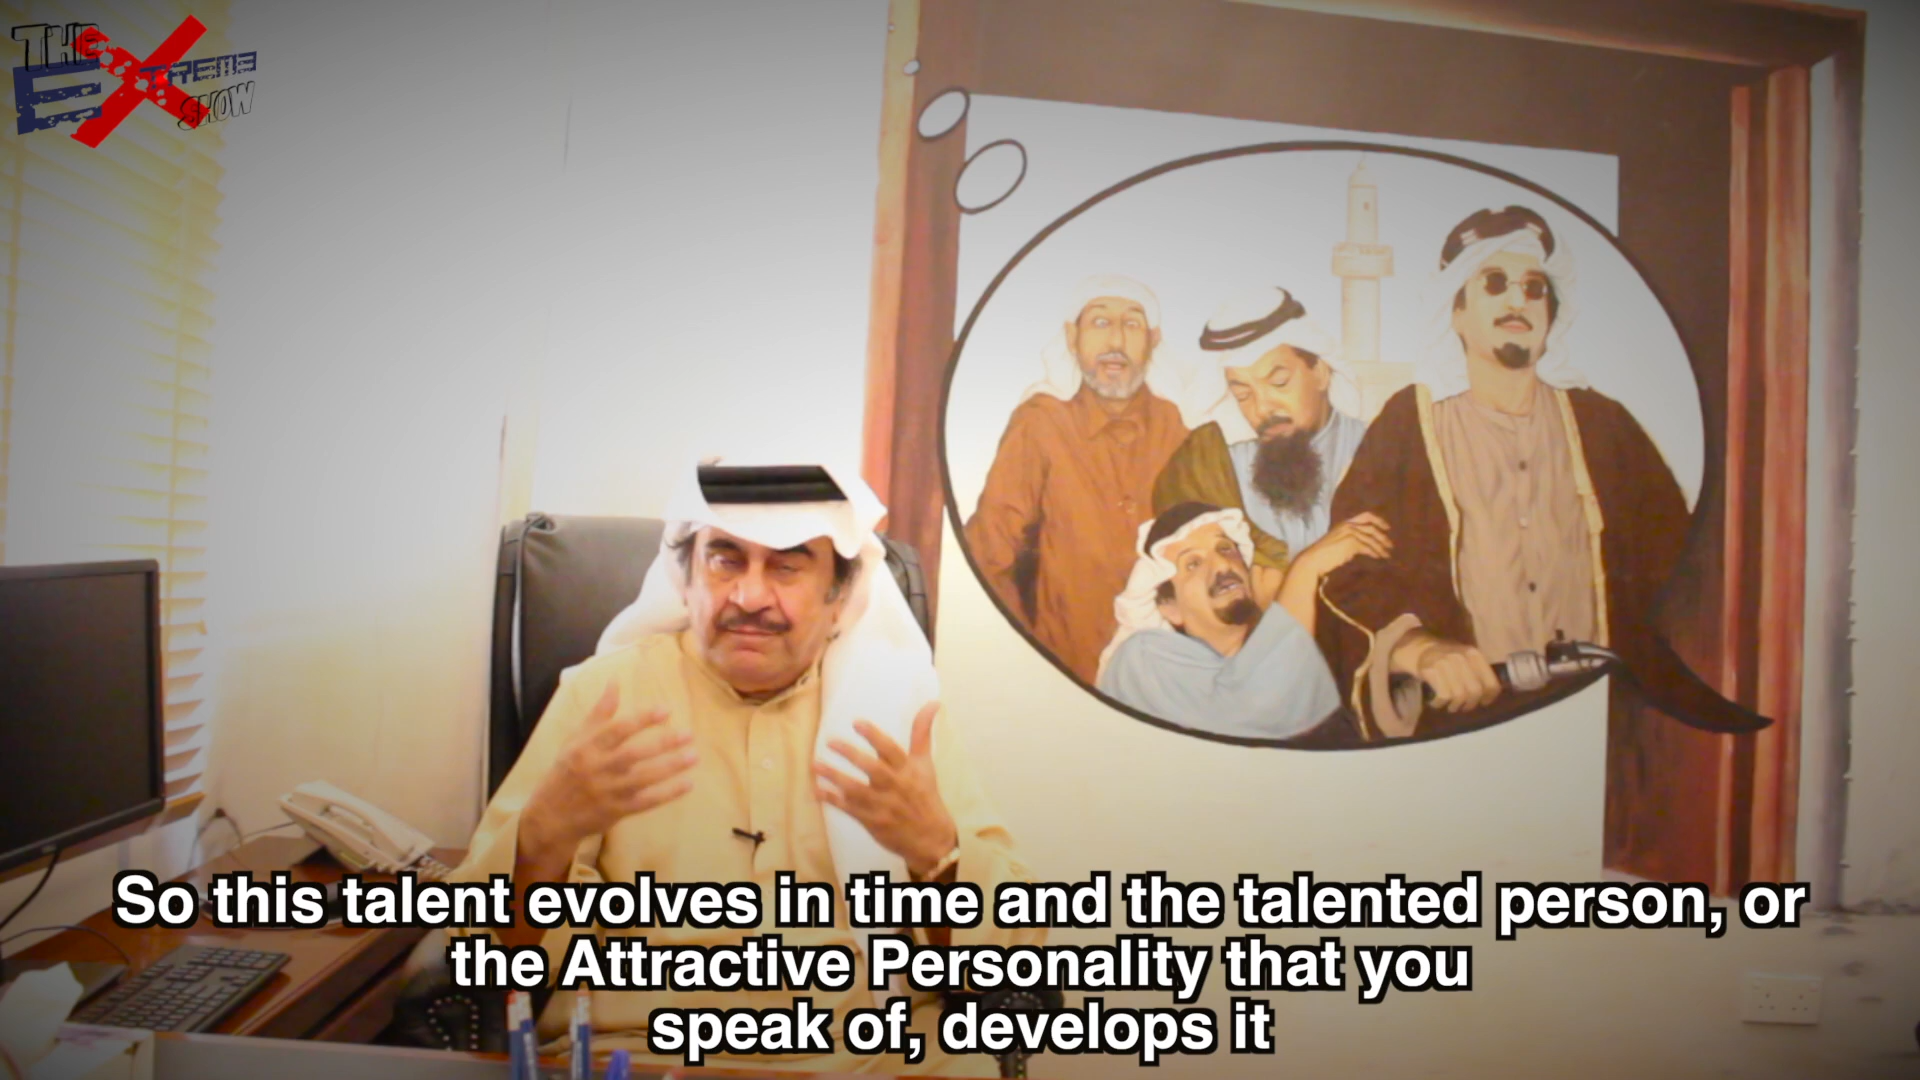 THE
EXTREME
SHOW
So this talent evolves in time and the talented person, or
the Attractive Personality that you
speak of, develops it